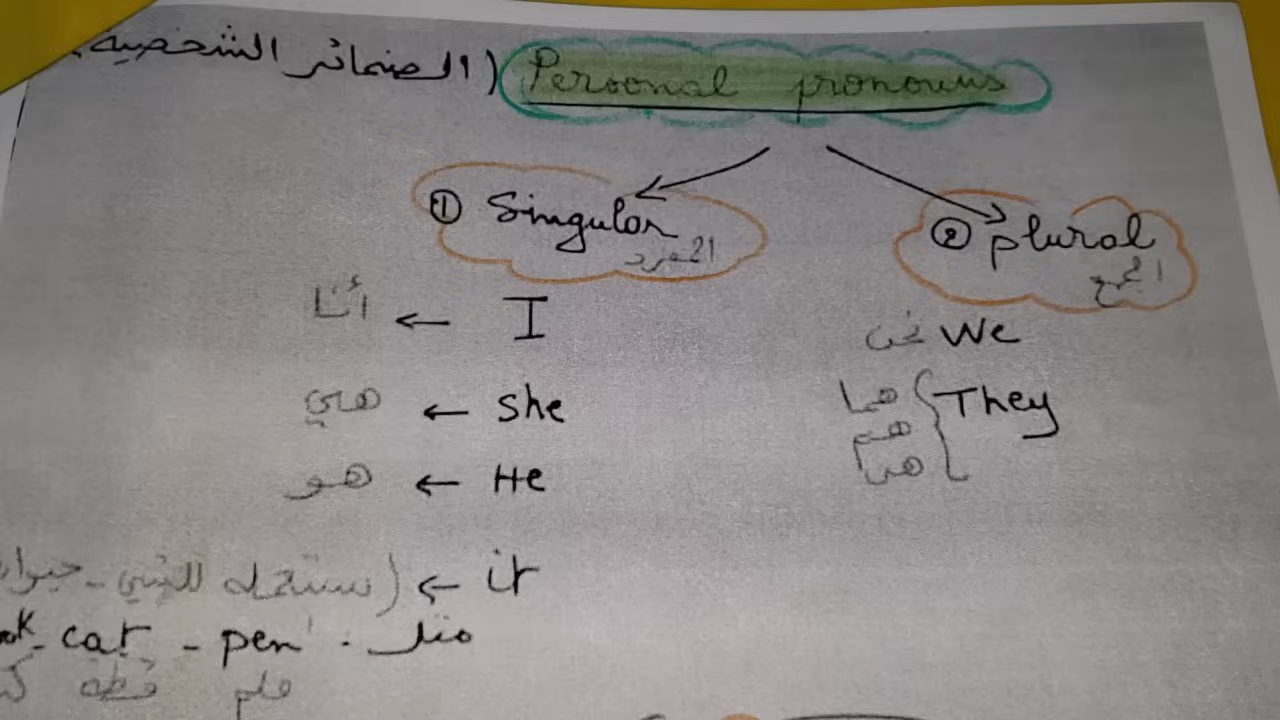 Personal pronouns (الضمائر الشخصية)
① Singular
المفرد
② plural
الجمع
I ← أنا
She ← هي
He ← هو
it ← (نستعمله للشيء - حيوان
مثل . pen - cat -
قلم قطة
We نحن
They { هما
هم
هن